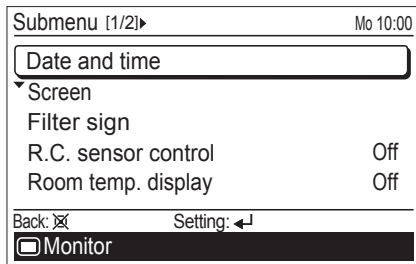 Submenu [1/2]▸ Mo 10:00
Date and time
Screen
Filter sign
R.C. sensor control Off
Room temp. display Off
Back: Setting: ↵
Monitor